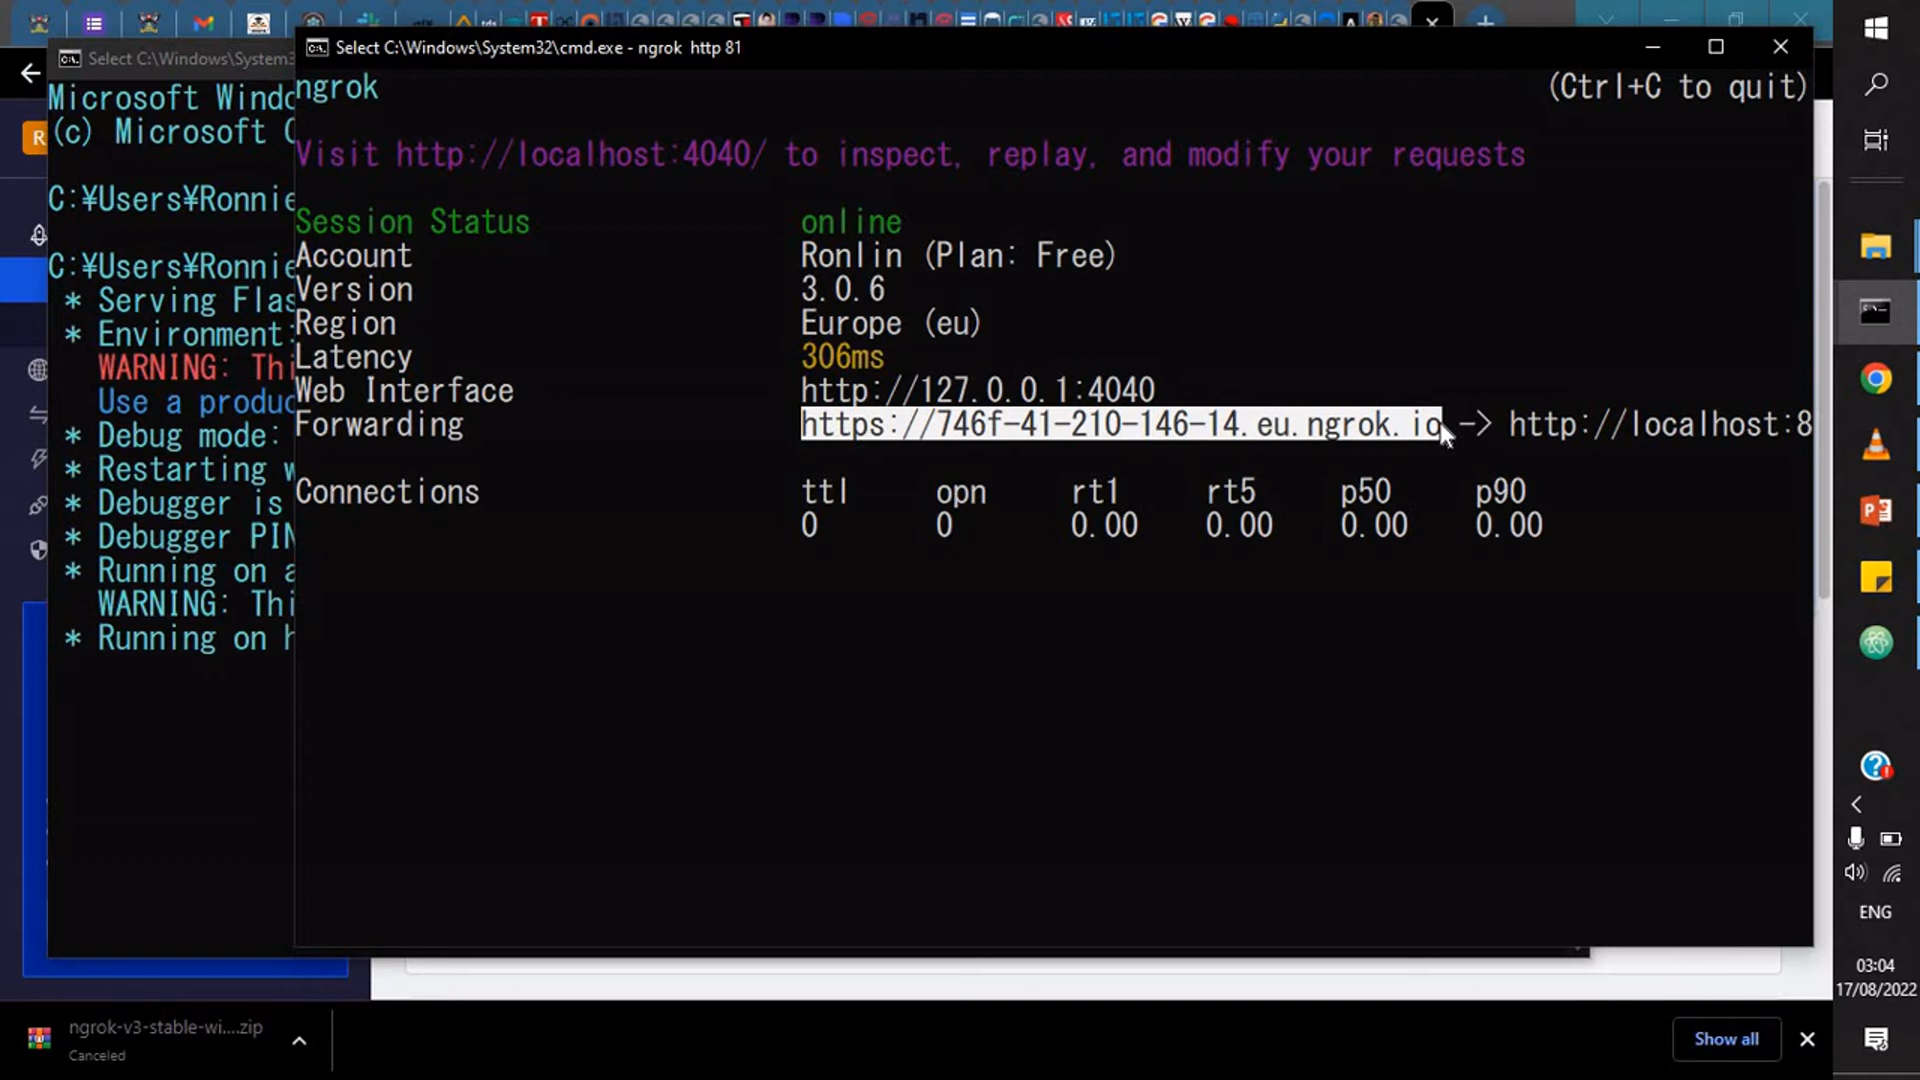 Select C:\Windows\System3
Select C:\Windows\System32\cmd.exe - ngrok  http 81
Microsoft Windo
(c) Microsoft C
C:¥Users¥Ronnie
C:¥Users¥Ronnie
* Serving Flas
* Environment:
WARNING: Thi
Use a produc
* Debug mode:
* Restarting w
* Debugger is
* Debugger PIN
* Running on a
WARNING: Thi
* Running on h
ngrok
(Ctrl+C to quit)
Visit http://localhost:4040/ to inspect, replay, and modify your requests
Session Status online
Account Ronlin (Plan: Free)
Version 3.0.6
Region Europe (eu)
Latency 306ms
Web Interface http://127.0.0.1:4040
Forwarding https://746f-41-210-146-14.eu.ngrok.io -> http://localhost:8
Connections ttl opn rt1 rt5 p50 p90
0 0 0.00 0.00 0.00 0.00
R
ENG
03:04
17/08/2022
ngrok-v3-stable-wi....zip
Canceled
Show all